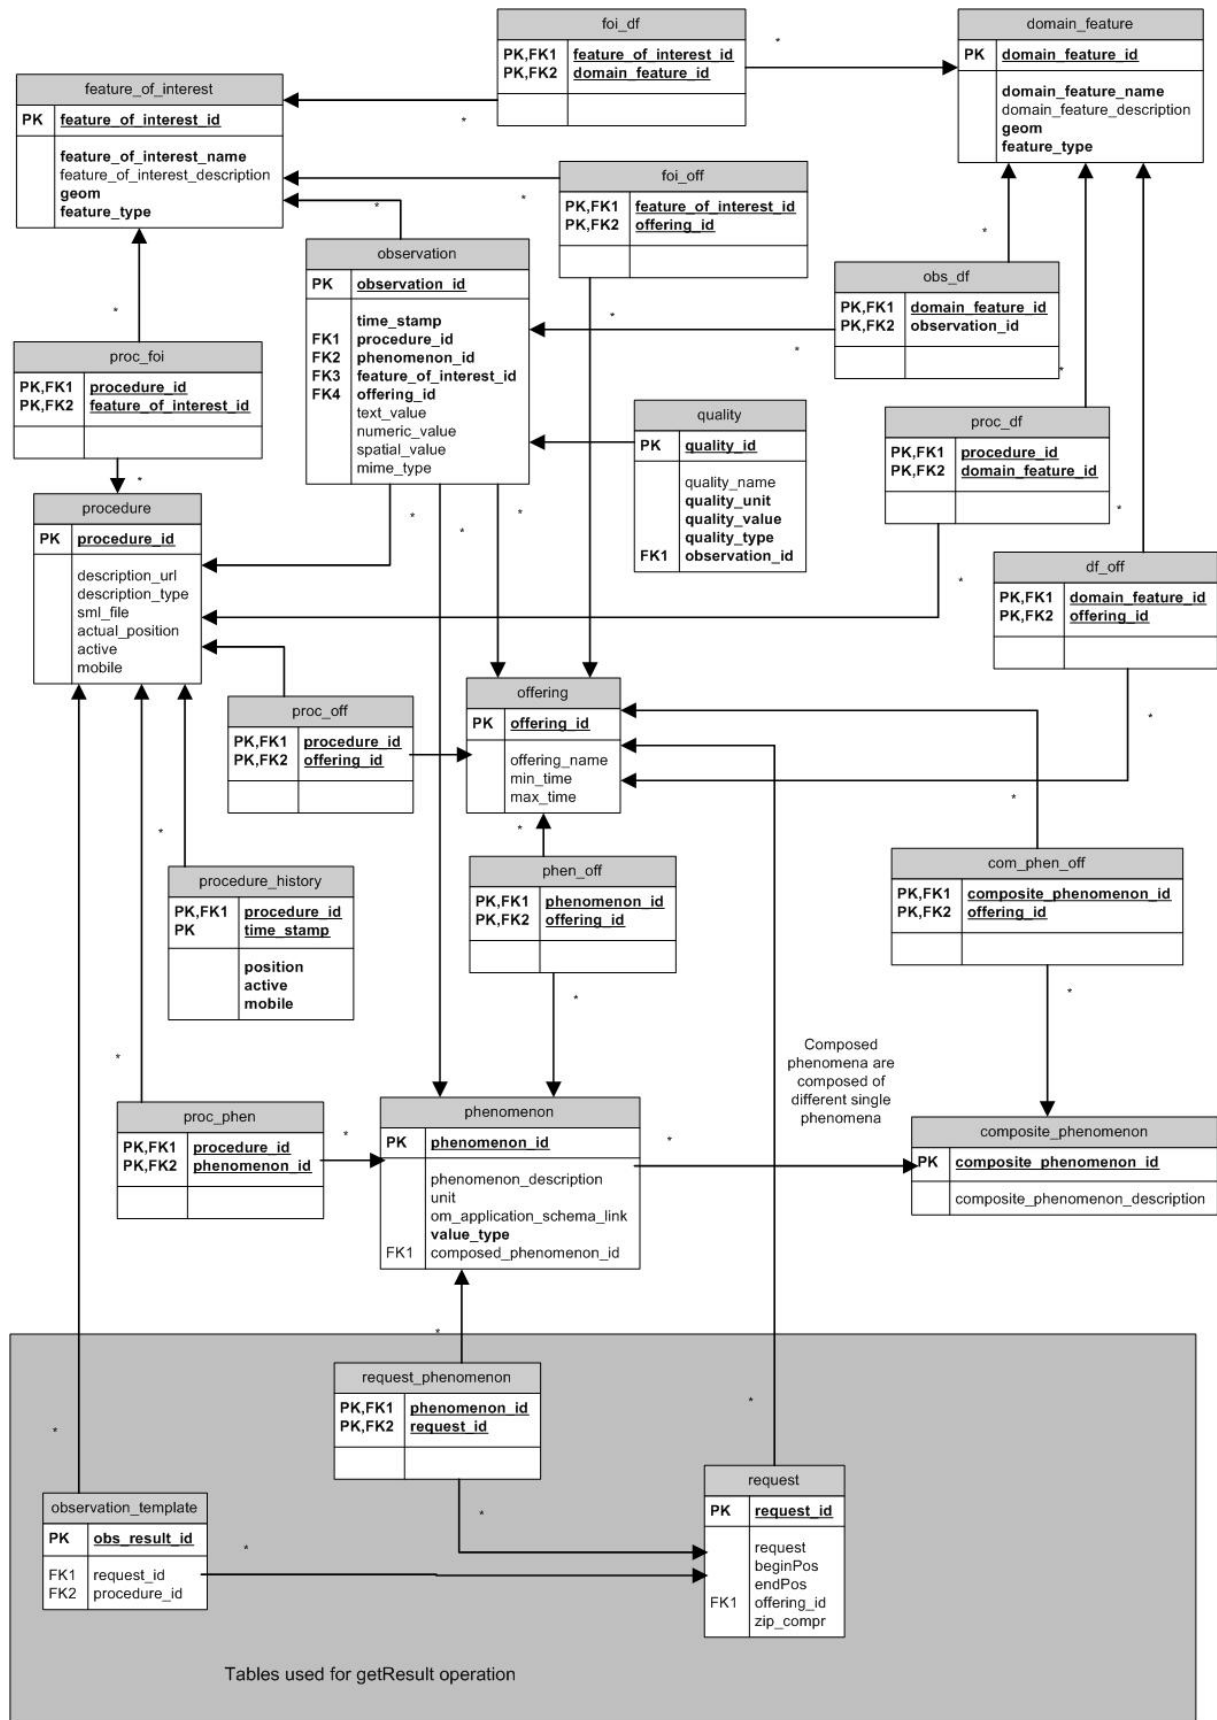 foi_df
PK,FK1 feature_of_interest_id
PK,FK2 domain_feature_id
domain_feature
PK domain_feature_id
domain_feature_name
domain_feature_description
geom
feature_type
feature_of_interest
PK feature_of_interest_id
feature_of_interest_name
feature_of_interest_description
geom
feature_type
foi_off
PK,FK1 feature_of_interest_id
PK,FK2 offering_id
observation
PK observation_id
time_stamp
FK1 procedure_id
FK2 phenomenon_id
FK3 feature_of_interest_id
FK4 offering_id
text_value
numeric_value
spatial_value
mime_type
obs_df
PK,FK1 domain_feature_id
PK,FK2 observation_id
proc_foi
PK,FK1 procedure_id
PK,FK2 feature_of_interest_id
quality
PK quality_id
quality_name
quality_unit
quality_value
quality_type
FK1 observation_id
proc_df
PK,FK1 procedure_id
PK,FK2 domain_feature_id
procedure
PK procedure_id
description_url
description_type
sml_file
actual_position
active
mobile
df_off
PK,FK1 domain_feature_id
PK,FK2 offering_id
proc_off
PK,FK1 procedure_id
PK,FK2 offering_id
offering
PK offering_id
offering_name
min_time
max_time
procedure_history
PK,FK1 procedure_id
PK time_stamp
position
active
mobile
phen_off
PK,FK1 phenomenon_id
PK,FK2 offering_id
com_phen_off
PK,FK1 composite_phenomenon_id
PK,FK2 offering_id
Composed
phenomena are
composed of
different single
phenomena
proc_phen
PK,FK1 procedure_id
PK,FK2 phenomenon_id
phenomenon
PK phenomenon_id
phenomenon_description
unit
om_application_schema_link
value_type
FK1 composed_phenomenon_id
composite_phenomenon
PK composite_phenomenon_id
composite_phenomenon_description
request_phenomenon
PK,FK1 phenomenon_id
PK,FK2 request_id
observation_template
PK obs_result_id
FK1 request_id
FK2 procedure_id
request
PK request_id
request
beginPos
endPos
FK1 offering_id
zip_compr
Tables used for getResult operation